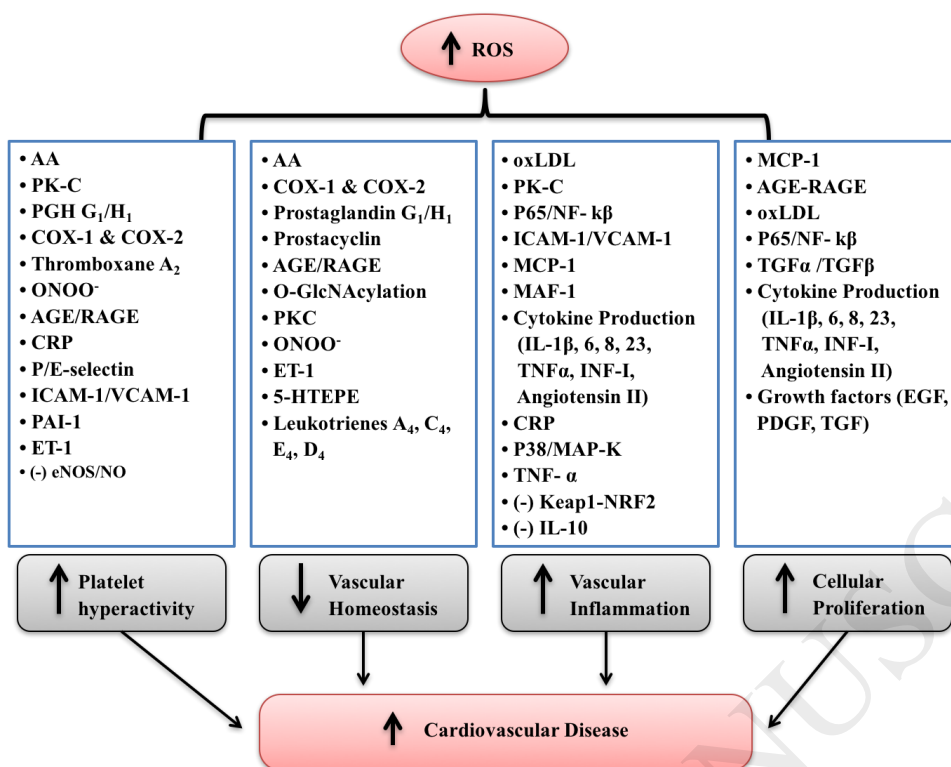 ROS
• AA
• PK-C
• PGH G₁/H₁
• COX-1 & COX-2
• Thromboxane A₂
• ONOO⁻
• AGE/RAGE
• CRP
• P/E-selectin
• ICAM-1/VCAM-1
• PAI-1
• ET-1
• (-) eNOS/NO
• AA
• COX-1 & COX-2
• Prostaglandin G₁/H₁
• Prostacyclin
• AGE/RAGE
• O-GlcNAcylation
• PKC
• ONOO⁻
• ET-1
• 5-HTEPE
• Leukotrienes A₄, C₄,
E₄, D₄
• oxLDL
• PK-C
• P65/NF- kβ
• ICAM-1/VCAM-1
• MCP-1
• MAF-1
• Cytokine Production
(IL-1β, 6, 8, 23,
TNFα, INF-I,
Angiotensin II)
• CRP
• P38/MAP-K
• TNF- α
• (-) Keap1-NRF2
• (-) IL-10
• MCP-1
• AGE-RAGE
• oxLDL
• P65/NF- kβ
• TGFα /TGFβ
• Cytokine Production
(IL-1β, 6, 8, 23,
TNFα, INF-I,
Angiotensin II)
• Growth factors (EGF,
PDGF, TGF)
Platelet
hyperactivity
Vascular
Homeostasis
Vascular
Inflammation
Cellular
Proliferation
Cardiovascular Disease
NUSC